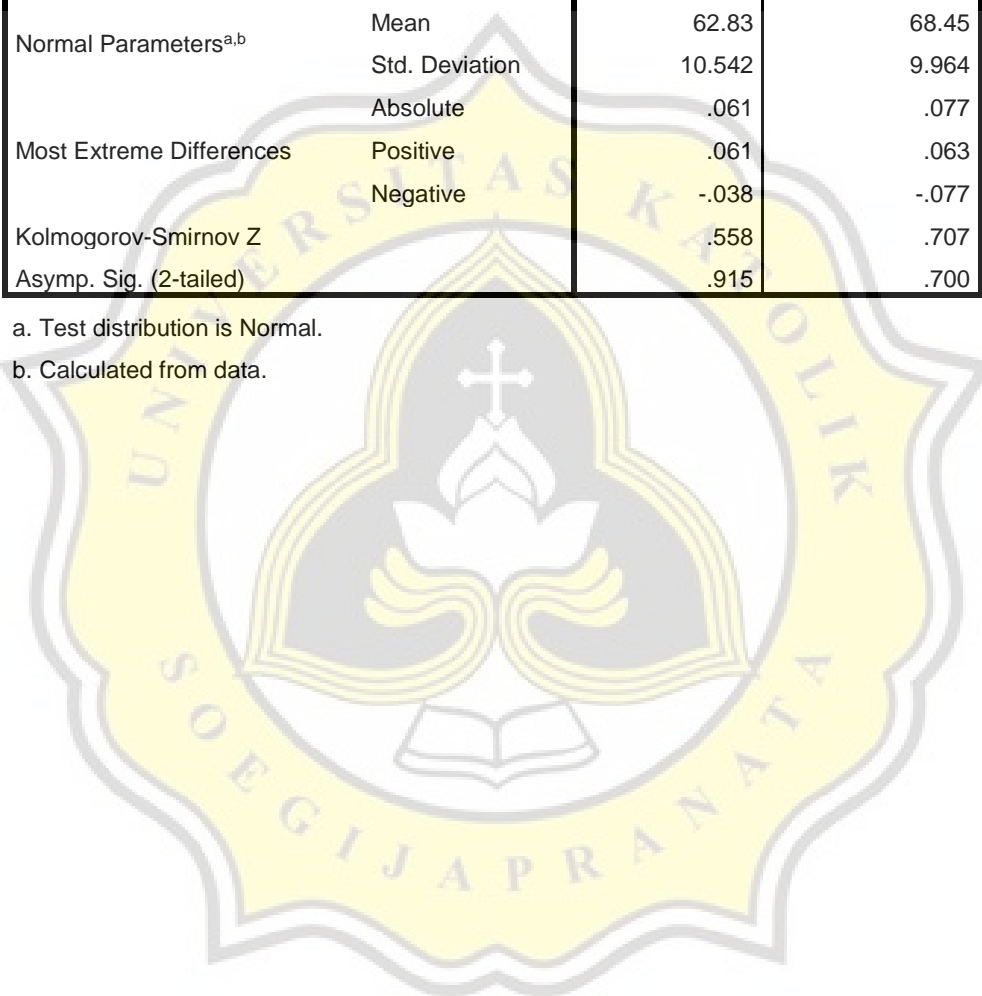 Normal Parametersa,b Mean 62.83 68.45
Std. Deviation 10.542 9.964
Most Extreme Differences Absolute .061 .077
Positive .061 .063
Negative -.038 -.077
Kolmogorov-Smirnov Z .558 .707
Asymp. Sig. (2-tailed) .915 .700
a. Test distribution is Normal.
b. Calculated from data.
UNIVERSITAS KATOLIK
SOEGIJAPRANATA